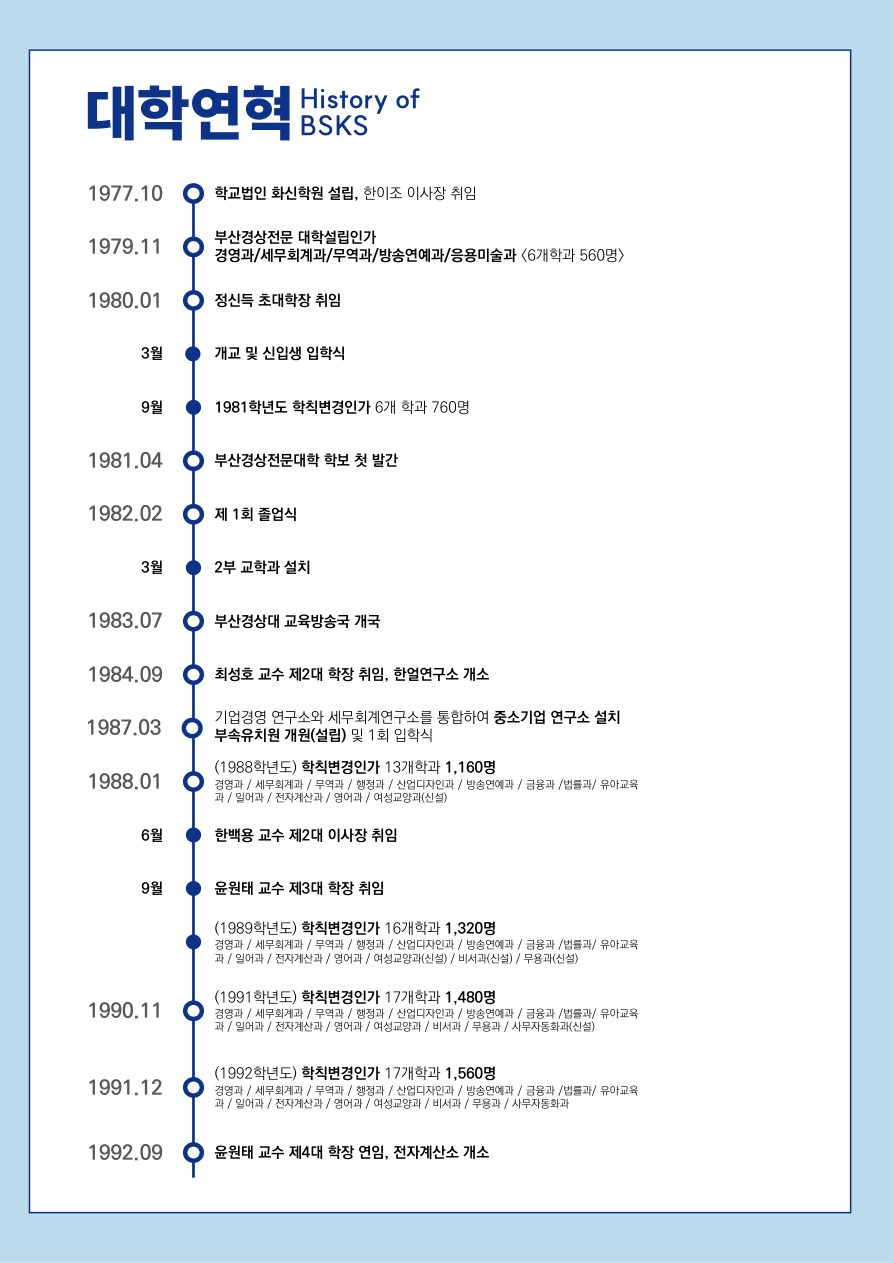 대학연혁 History of
BSKS
1977.10 학교법인 화신학원 설립, 한이조 이사장 취임
1979.11 부산경상전문 대학설립인가
경영과/세무회계과/무역과/방송연예과/응용미술과 〈6개학과 560명〉
1980.01 정신득 초대학장 취임
3월 개교 및 신입생 입학식
9월 1981학년도 학칙변경인가 6개 학과 760명
1981.04 부산경상전문대학 학보 첫 발간
1982.02 제 1회 졸업식
3월 2부 교학과 설치
1983.07 부산경상대 교육방송국 개국
1984.09 최성호 교수 제2대 학장 취임, 한얼연구소 개소
1987.03 기업경영 연구소와 세무회계연구소를 통합하여 중소기업 연구소 설치
부속유치원 개원(설립) 및 1회 입학식
1988.01 (1988학년도) 학칙변경인가 13개학과 1,160명
경영과 / 세무회계과 / 무역과 / 행정과 / 산업디자인과 / 방송연예과 / 금융과 /법률과/ 유아교육
과 / 일어과 / 전자계산과 / 영어과 / 여성교양과(신설)
6월 한백용 교수 제2대 이사장 취임
9월 윤원태 교수 제3대 학장 취임
(1989학년도) 학칙변경인가 16개학과 1,320명
경영과 / 세무회계과 / 무역과 / 행정과 / 산업디자인과 / 방송연예과 / 금융과 /법률과/ 유아교육
과 / 일어과 / 전자계산과 / 영어과 / 여성교양과(신설) / 비서과(신설) / 무용과(신설)
1990.11 (1991학년도) 학칙변경인가 17개학과 1,480명
경영과 / 세무회계과 / 무역과 / 행정과 / 산업디자인과 / 방송연예과 / 금융과 /법률과/ 유아교육
과 / 일어과 / 전자계산과 / 영어과 / 여성교양과 / 비서과 / 무용과 / 사무자동화과(신설)
1991.12 (1992학년도) 학칙변경인가 17개학과 1,560명
경영과 / 세무회계과 / 무역과 / 행정과 / 산업디자인과 / 방송연예과 / 금융과 /법률과/ 유아교육
과 / 일어과 / 전자계산과 / 영어과 / 여성교양과 / 비서과 / 무용과 / 사무자동화과
1992.09 윤원태 교수 제4대 학장 연임, 전자계산소 개소